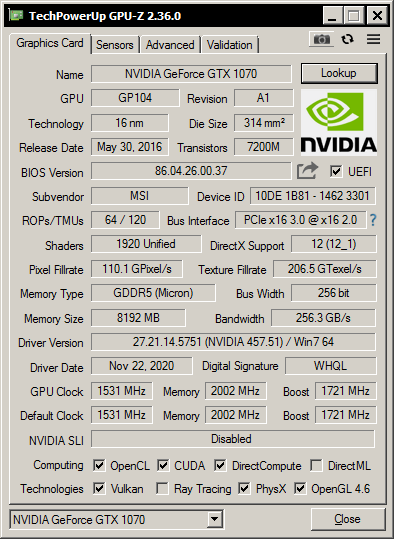 TechPowerUp GPU-Z 2.36.0
Graphics Card Sensors Advanced Validation
Name NVIDIA GeForce GTX 1070 Lookup
GPU GP104 Revision A1
Technology 16 nm Die Size 314 mm²
Release Date May 30, 2016 Transistors 7200M
NVIDIA
BIOS Version 86.04.26.00.37 UEFI
Subvendor MSI Device ID 10DE 1B81 - 1462 3301
ROPs/TMUs 64 / 120 Bus Interface PCIe x16 3.0 @ x16 2.0 ?
Shaders 1920 Unified DirectX Support 12 (12_1)
Pixel Fillrate 110.1 GPixel/s Texture Fillrate 206.5 GTexel/s
Memory Type GDDR5 (Micron) Bus Width 256 bit
Memory Size 8192 MB Bandwidth 256.3 GB/s
Driver Version 27.21.14.5751 (NVIDIA 457.51) / Win7 64
Driver Date Nov 22, 2020 Digital Signature WHQL
GPU Clock 1531 MHz Memory 2002 MHz Boost 1721 MHz
Default Clock 1531 MHz Memory 2002 MHz Boost 1721 MHz
NVIDIA SLI Disabled
Computing OpenCL CUDA DirectCompute DirectML
Technologies Vulkan Ray Tracing PhysX OpenGL 4.6
NVIDIA GeForce GTX 1070 Close